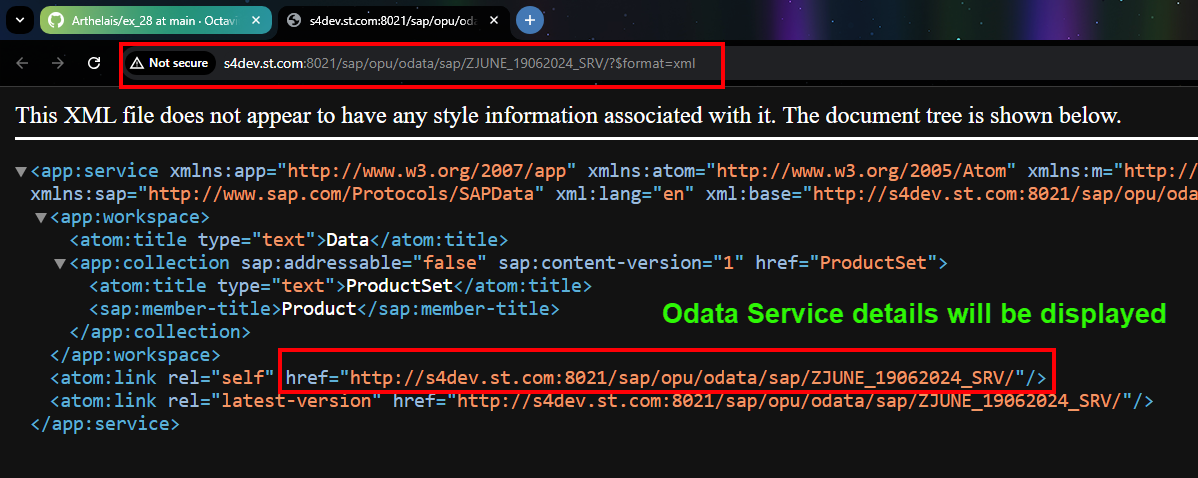 Arthelais/ex_28 at main · Octavi
s4dev.st.com:8021/sap/opu/oda
Not secure
s4dev.st.com:8021/sap/opu/odata/sap/ZJUNE_19062024_SRV/?$format=xml
This XML file does not appear to have any style information associated with it. The document tree is shown below.
<app:service xmlns:app="http://www.w3.org/2007/app" xmlns:atom="http://www.w3.org/2005/Atom" xmlns:m="http://
xmlns:sap="http://www.sap.com/Protocols/SAPData" xml:lang="en" xml:base="http://s4dev.st.com:8021/sap/opu/oda
<app:workspace>
<atom:title type="text">Data</atom:title>
<app:collection sap:addressable="false" sap:content-version="1" href="ProductSet">
<atom:title type="text">ProductSet</atom:title>
<sap:member-title>Product</sap:member-title>
Odata Service details will be displayed
</app:collection>
</app:workspace>
<atom:link rel="self" href="http://s4dev.st.com:8021/sap/opu/odata/sap/ZJUNE_19062024_SRV/"/>
<atom:link rel="latest-version" href="http://s4dev.st.com:8021/sap/opu/odata/sap/ZJUNE_19062024_SRV/"/>
</app:service>